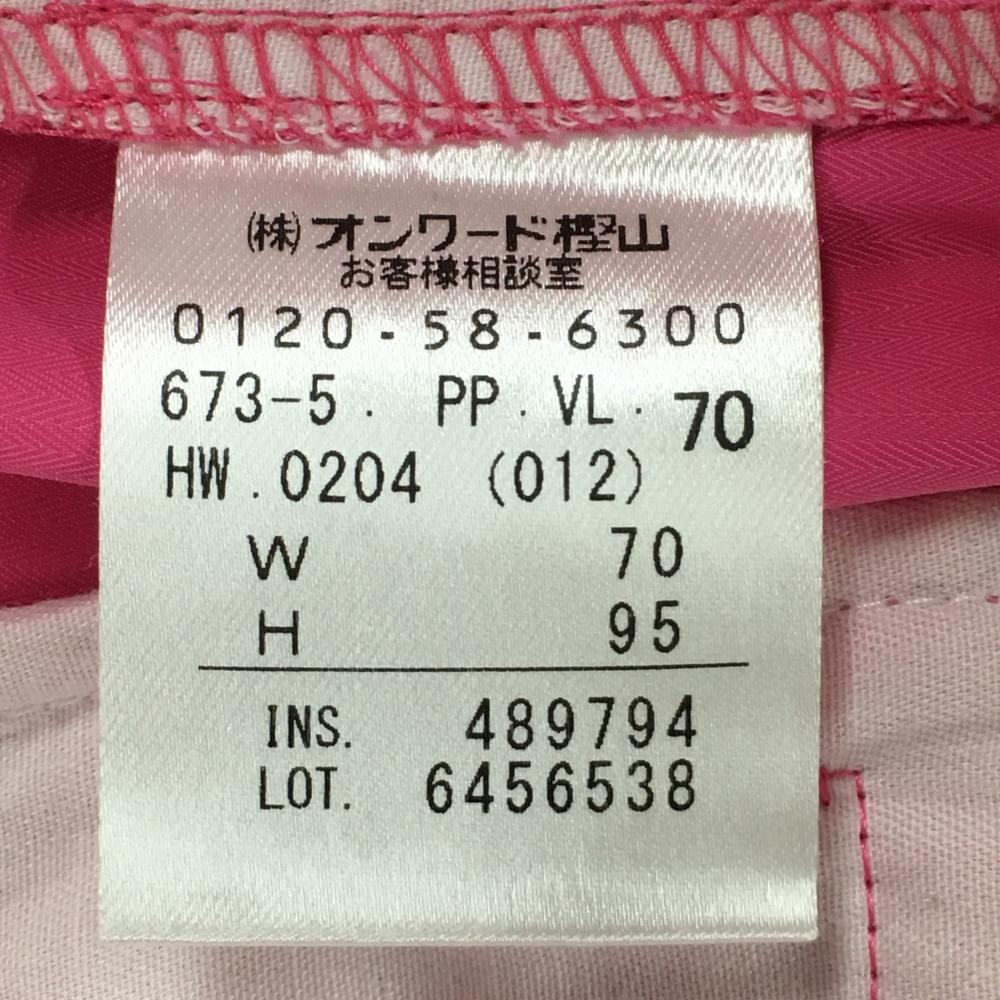 ㈱オンワード樫山
お客様相談室
0120-58-6300
673-5. PP. VL. 70
HW.0204 (012)
W 70
H 95
INS. 489794
LOT. 6456538